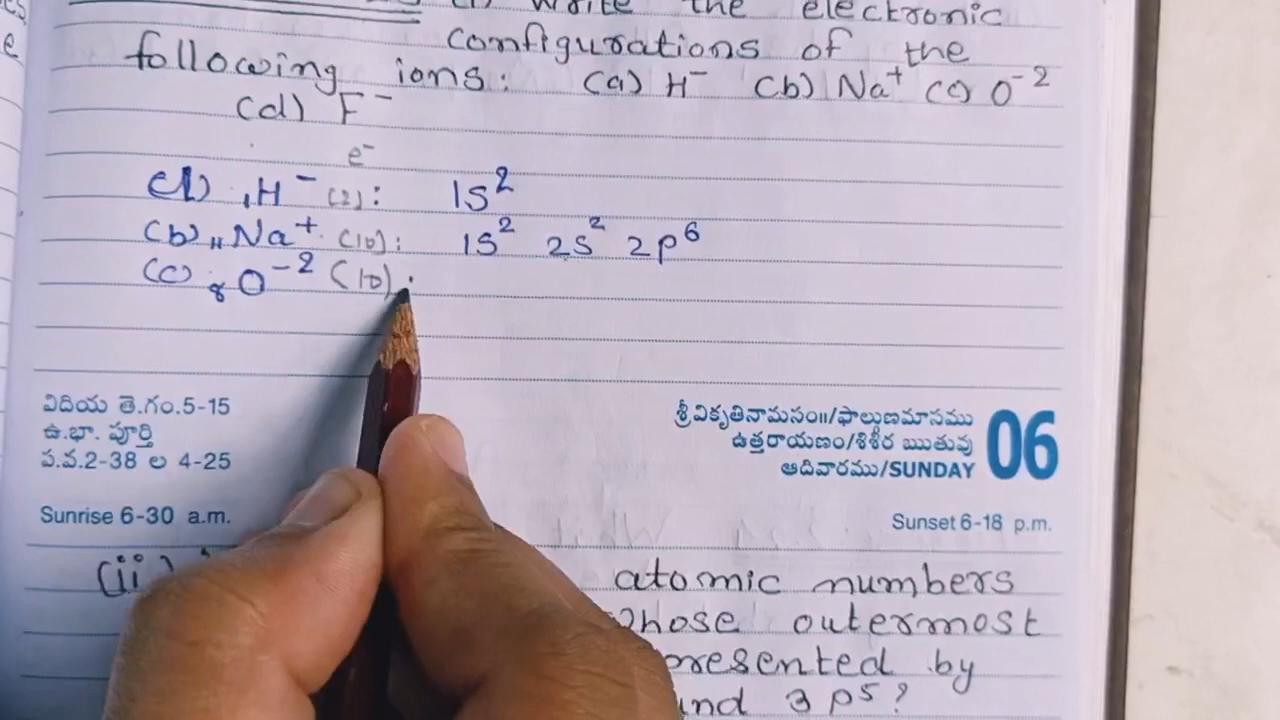 (i) write the electronic
configurations of the
following ions: (a) H⁻ (b) Na⁺ (c) O⁻²
(d) F⁻
e⁻
₁H⁻ (2): 1s²
(b) ₁₁Na⁺ (10): 1s² 2s² 2p⁶
(c) ₈O⁻² (10):
విదియ తె.గం.5-15
ఉ.భా. పూర్తి
ప.వ.2-38 ల 4-25
Sunrise 6-30 a.m.
శ్రీ వికృతినామసం॥/ఫాల్గుణమాసము
ఉత్తరాయణం/శిశిర ఋతువు
ఆదివారము/SUNDAY
06
Sunset 6-18 p.m.
(ii) atomic numbers
whose outermost
presented by
and 3p⁵?